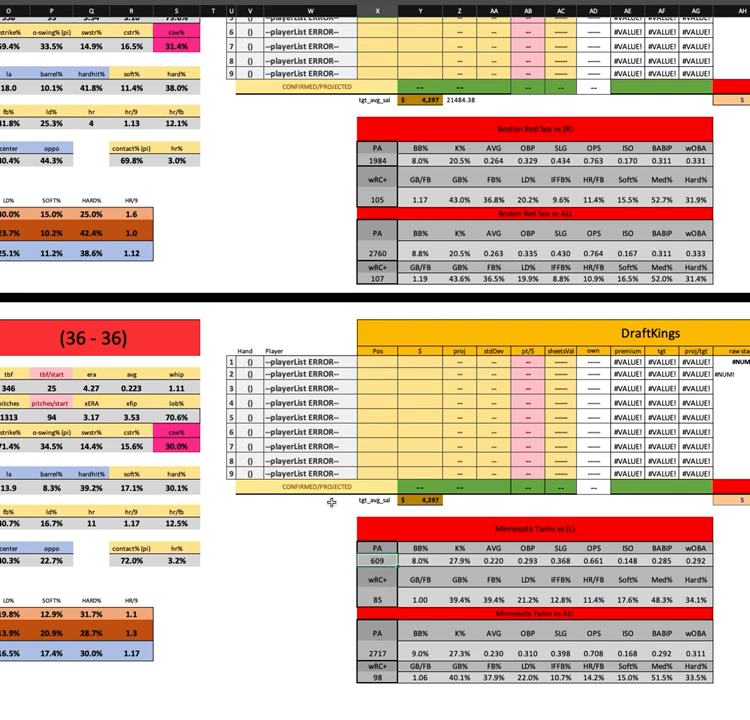 O P Q R S T U V W X Y Z AA AB AC AD AE AF AG AH
strike% o-swing% (pi) swstr% cstr% csw% 6 () --playerList ERROR-- -- -- -- ----- -- #VALUE! #VALUE! #VALUE!
69.4% 33.5% 14.9% 16.5% 31.4% 7 () --playerList ERROR-- -- -- -- ----- -- #VALUE! #VALUE! #VALUE!
8 () --playerList ERROR-- -- -- -- ----- -- #VALUE! #VALUE! #VALUE!
la barrel% hardhit% soft% hard% 9 () --playerList ERROR-- -- -- -- ----- -- #VALUE! #VALUE! #VALUE!
18.0 10.1% 41.8% 11.4% 38.0% CONFIRMED/PROJECTED -- -- -- -- --
tgt_avg_sal $ 4,297 21484.38 5
fb% ld% hr hr/9 hr/fb
41.8% 25.3% 4 1.13 12.1% Boston Red Sox vs (R)
center oppo contact% (pi) hr% PA BB% K% AVG OBP SLG OPS ISO BABIP wOBA
30.4% 44.3% 69.8% 3.0% 1984 8.0% 20.5% 0.264 0.329 0.434 0.763 0.170 0.311 0.331
wRC+ GB/FB GB% FB% LD% IFFB% HR/FB Soft% Med% Hard%
LD% SOFT% HARD% HR/9 105 1.17 43.0% 36.8% 20.2% 9.6% 11.4% 15.5% 52.7% 31.9%
15.0% 25.0% 1.6 Boston Red Sox vs ALL
23.7% 10.2% 42.4% 1.0 PA BB% K% AVG OBP SLG OPS ISO BABIP wOBA
25.1% 11.2% 38.6% 1.12 2760 8.8% 20.5% 0.263 0.335 0.430 0.764 0.167 0.311 0.333
wRC+ GB/FB GB% FB% LD% IFFB% HR/FB Soft% Med% Hard%
107 1.19 43.6% 36.5% 19.9% 8.8% 10.9% 16.5% 52.0% 31.4%
(36 - 36) DraftKings
Hand Player Pos $ proj stdDev pt/$ sheetsVal own premium tgt proj/tgt raw sta
tbf tbf/start era avg whip 1 () --playerList ERROR-- -- -- -- ----- -- #VALUE! #VALUE! #VALUE! #NUM
346 25 4.27 0.223 1.11 2 () --playerList ERROR-- -- -- -- ----- -- #VALUE! #VALUE! #VALUE! #NUM!
pitches pitches/start xERA xfip lob% 3 () --playerList ERROR-- -- -- -- ----- -- #VALUE! #VALUE! #VALUE!
1313 94 3.17 3.53 70.6% 4 () --playerList ERROR-- -- -- -- ----- -- #VALUE! #VALUE! #VALUE!
strike% o-swing% (pi) swstr% cstr% csw% 5 () --playerList ERROR-- -- -- -- ----- -- #VALUE! #VALUE! #VALUE!
71.4% 34.5% 14.4% 15.6% 30.0% 6 () --playerList ERROR-- -- -- -- ----- -- #VALUE! #VALUE! #VALUE!
7 () --playerList ERROR-- -- -- -- ----- -- #VALUE! #VALUE! #VALUE!
la barrel% hardhit% soft% hard% 8 () --playerList ERROR-- -- -- -- ----- -- #VALUE! #VALUE! #VALUE!
13.9 8.3% 39.2% 17.1% 30.1% 9 () --playerList ERROR-- -- -- -- ----- -- #VALUE! #VALUE! #VALUE!
CONFIRMED/PROJECTED -- -- -- -- --
fb% ld% hr hr/9 hr/fb tgt_avg_sal $ 4,297 5
40.7% 16.7% 11 1.17 12.5% Minnesota Twins vs (L)
center oppo contact% (pi) hr% PA BB% K% AVG OBP SLG OPS ISO BABIP wOBA
40.3% 22.7% 72.0% 3.2% 609 8.0% 27.9% 0.220 0.293 0.368 0.661 0.148 0.285 0.292
wRC+ GB/FB GB% FB% LD% IFFB% HR/FB Soft% Med% Hard%
LD% SOFT% HARD% HR/9 85 1.00 39.4% 39.4% 21.2% 12.8% 11.4% 17.6% 48.3% 34.1%
19.8% 12.9% 31.7% 1.1 Minnesota Twins vs ALL
13.9% 20.9% 28.7% 1.3 PA BB% K% AVG OBP SLG OPS ISO BABIP wOBA
16.5% 17.4% 30.0% 1.17 2717 9.0% 27.3% 0.230 0.310 0.398 0.708 0.168 0.292 0.311
wRC+ GB/FB GB% FB% LD% IFFB% HR/FB Soft% Med% Hard%
98 1.06 40.1% 37.9% 22.0% 10.7% 14.2% 15.0% 51.5% 33.5%